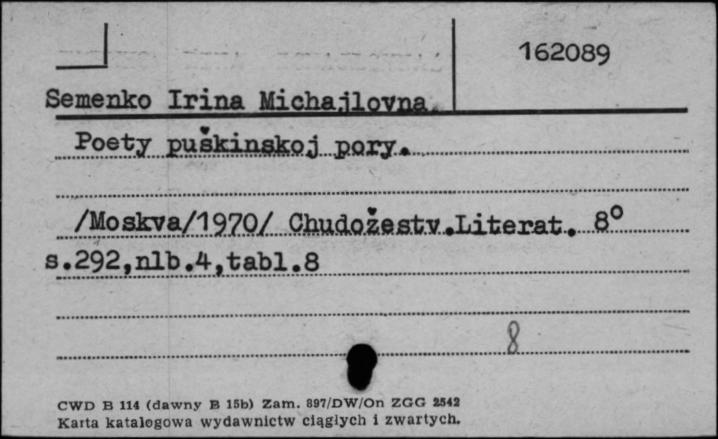 162089
Semenko Irina Michajlovna
Poety puškinskoj pory.
/Moskva/1970/ Chudožestv.Literat. 8°
s.292,nlb.4,tabl.8
8
CWD B 114 (dawny B 15b) Zam. 897/DW/On ZGG 2542
Karta katalogowa wydawnictw ciągłych i zwartych.